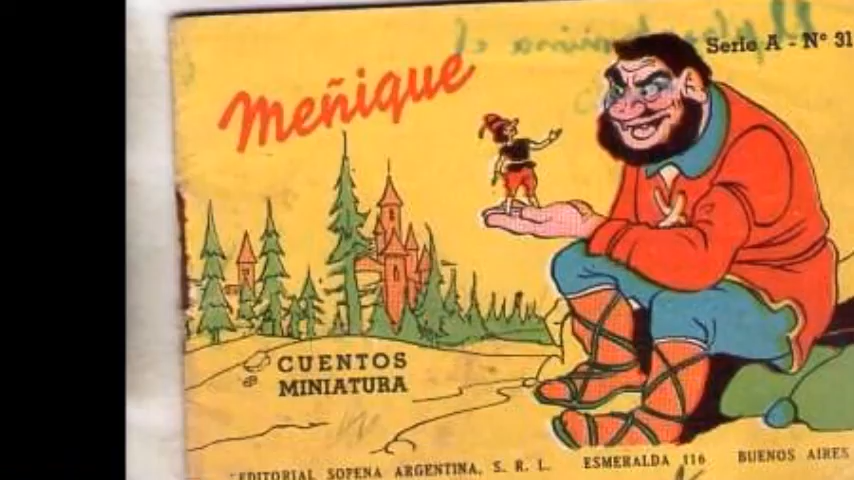 Serie A - Nº 31
Meñique
CUENTOS
MINIATURA
EDITORIAL SOPENA ARGENTINA, S. R. L. ESMERALDA 116 BUENOS AIRES